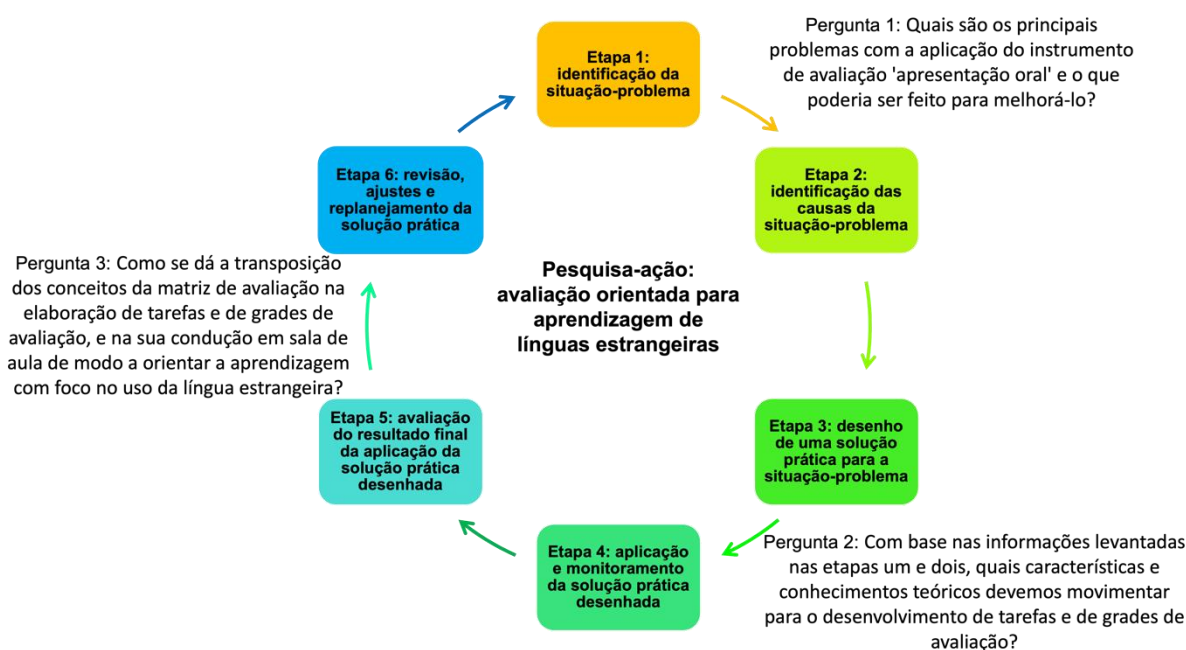 Etapa 1:
identificação da
situação-problema
Pergunta 1: Quais são os principais
problemas com a aplicação do instrumento
de avaliação 'apresentação oral' e o que
poderia ser feito para melhorá-lo?
Etapa 2:
identificação das
causas da
situação-problema
Etapa 6: revisão,
ajustes e
replanejamento da
solução prática
Pesquisa-ação:
avaliação orientada para
aprendizagem de
línguas estrangeiras
Pergunta 3: Como se dá a transposição
dos conceitos da matriz de avaliação na
elaboração de tarefas e de grades de
avaliação, e na sua condução em sala de
aula de modo a orientar a aprendizagem
com foco no uso da língua estrangeira?
Etapa 3: desenho
de uma solução
prática para a
situação-problema
Etapa 5: avaliação
do resultado final
da aplicação da
solução prática
desenhada
Etapa 4: aplicação
e monitoramento
da solução prática
desenhada
Pergunta 2: Com base nas informações levantadas
nas etapas um e dois, quais características e
conhecimentos teóricos devemos movimentar
para o desenvolvimento de tarefas e de grades de
avaliação?